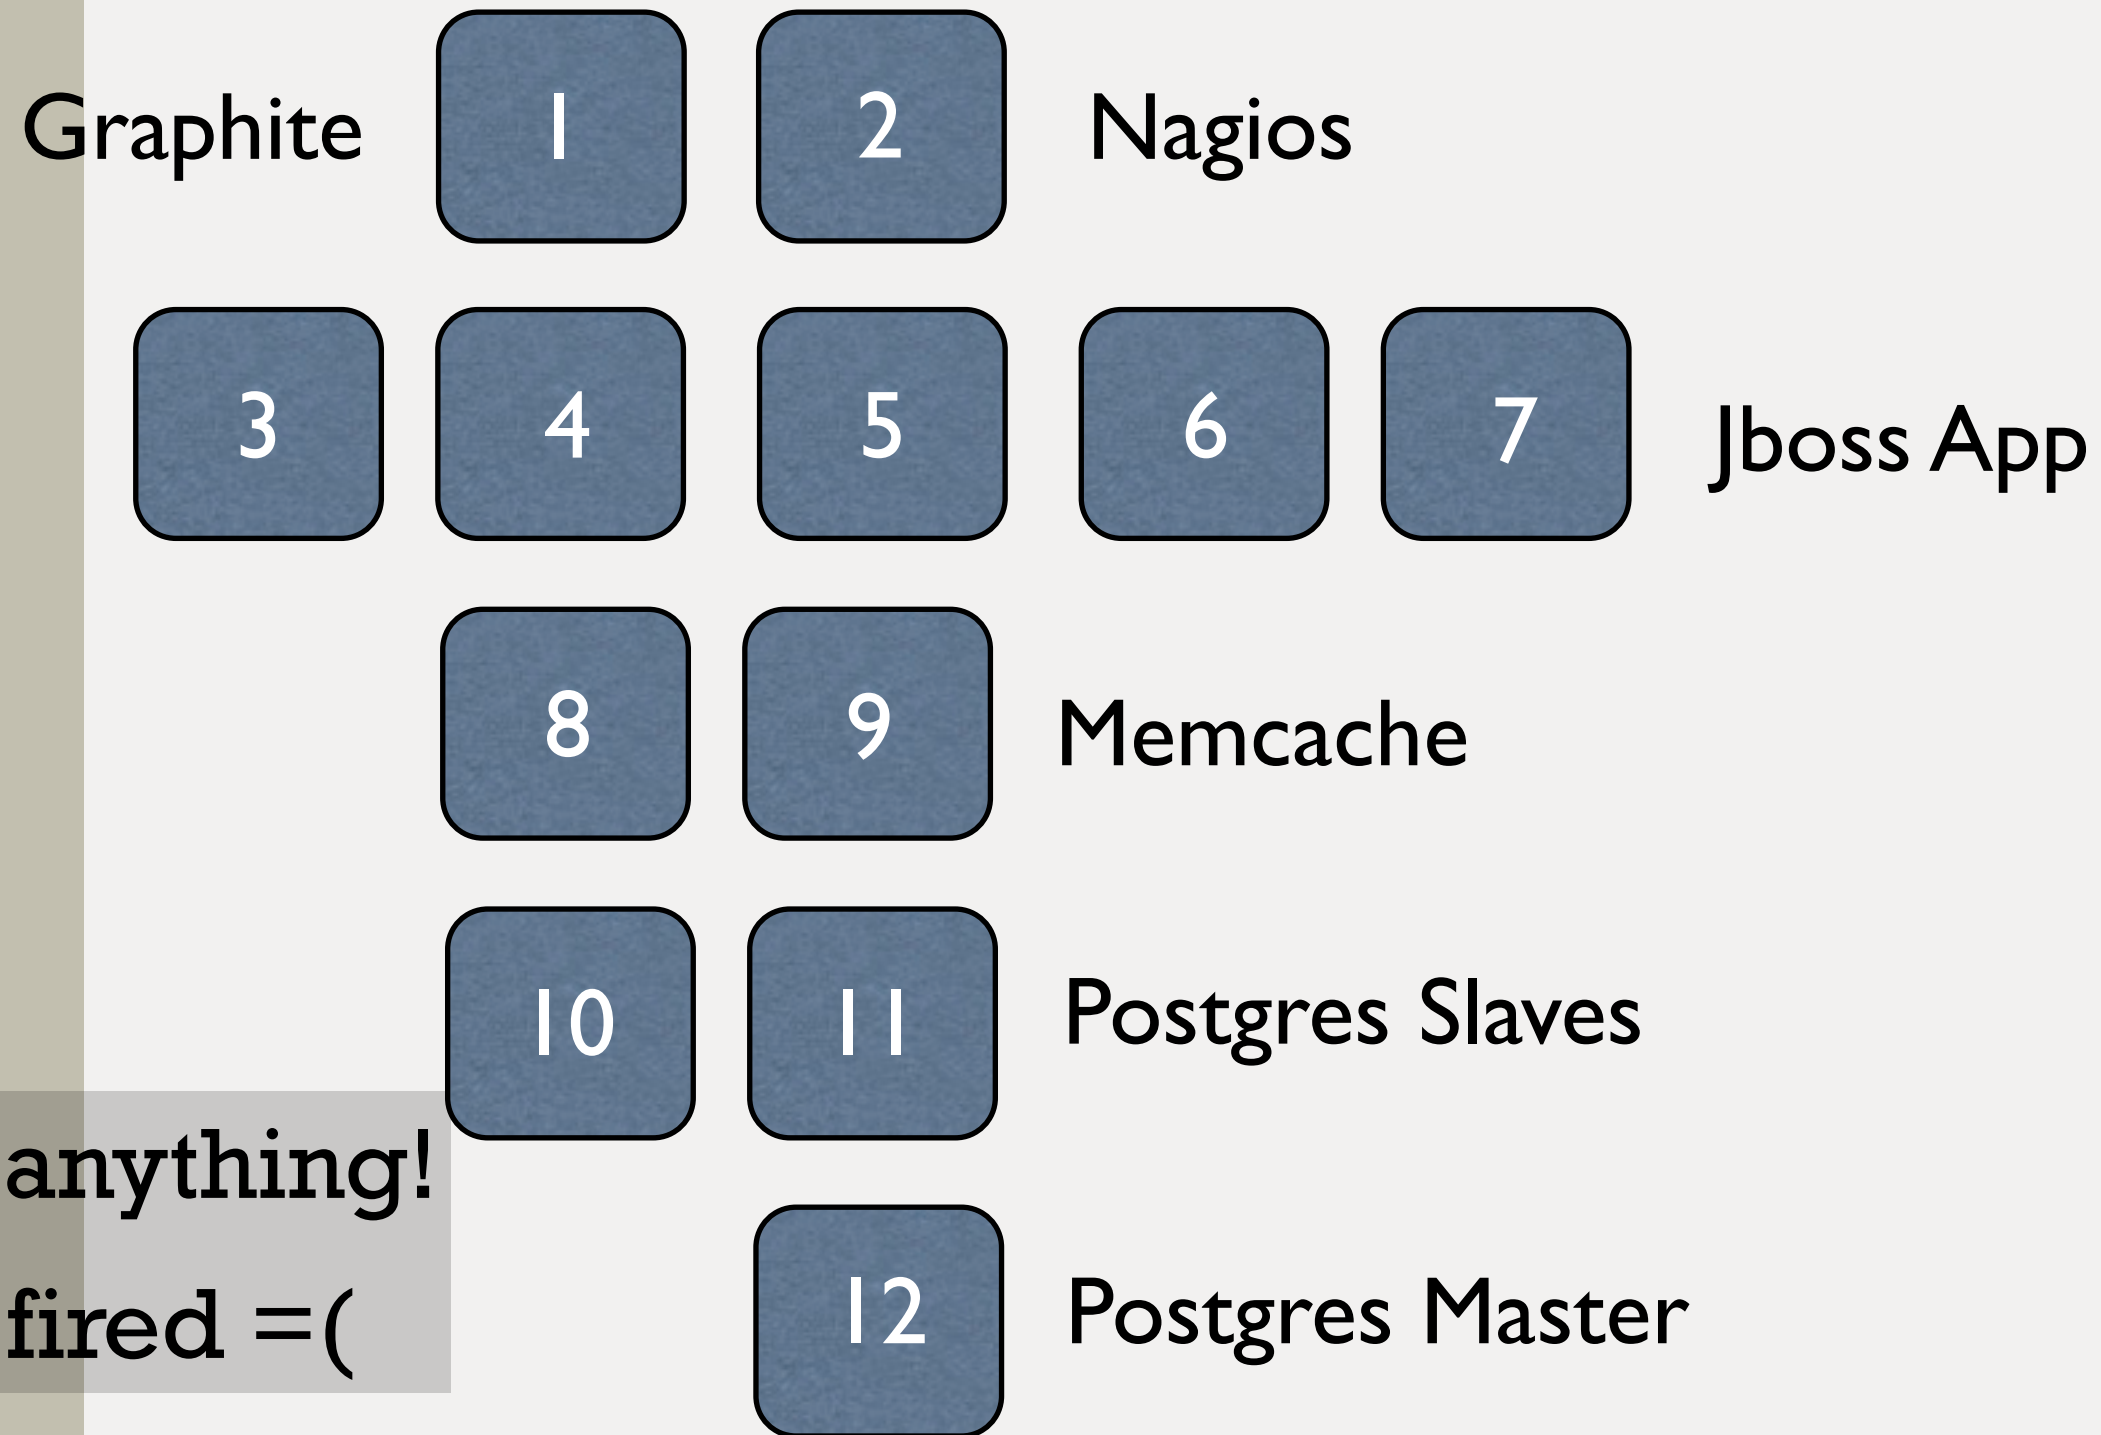 Graphite 1 2 Nagios
3 4 5 6 7 Jboss App
8 9 Memcache
10 11 Postgres Slaves
anything!
12 Postgres Master
fired =(